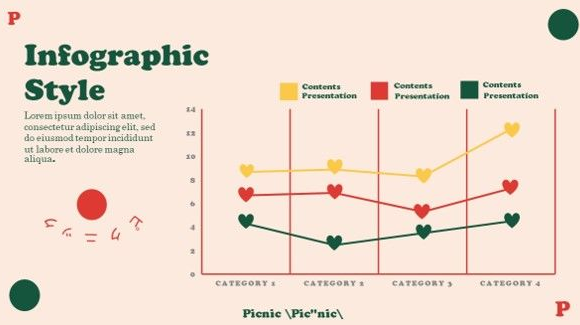 P
Infographic
Style
Lorem ipsum dolor sit amet,
consectetur adipiscing elit, sed
do eiusmod tempor incididunt
ut labore et dolore magna
aliqua.
Contents
Presentation
Contents
Presentation
Contents
Presentation
14
12
10
8
6
4
2
0
CATEGORY 1
CATEGORY 2
CATEGORY 3
CATEGORY 4
Picnic \Pic"nic\
P